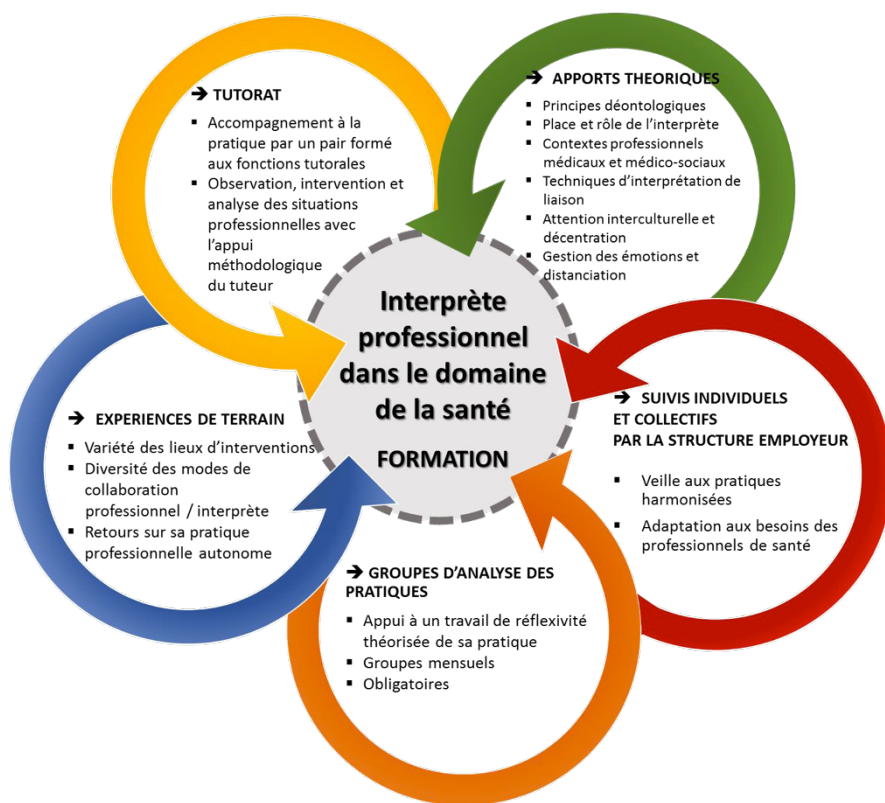 ➔ TUTORAT
▪ Accompagnement à la
pratique par un pair formé
aux fonctions tutorales
▪ Observation, intervention et
analyse des situations
professionnelles avec
l'appui
méthodologique
du tuteur
➔ APPORTS THEORIQUES
▪ Principes déontologiques
▪ Place et rôle de l'interprète
▪ Contextes professionnels
médicaux et médico-sociaux
▪ Techniques d'interprétation de
liaison
▪ Attention interculturelle et
décentration
▪ Gestion des émotions et
distanciation
Interprète
professionnel
dans le domaine
de la santé
FORMATION
➔ EXPERIENCES DE TERRAIN
▪ Variété des lieux d'interventions
▪ Diversité des modes de
collaboration
professionnel / interprète
▪ Retours sur sa pratique
professionnelle autonome
➔ SUIVIS INDIVIDUELS
ET COLLECTIFS
PAR LA STRUCTURE EMPLOYEUR
▪ Veille aux pratiques
harmonisées
▪ Adaptation aux besoins des
professionnels de santé
➔ GROUPES D'ANALYSE DES
PRATIQUES
▪ Appui à un travail de réflexivité
théorisée de sa pratique
▪ Groupes mensuels
▪ Obligatoires